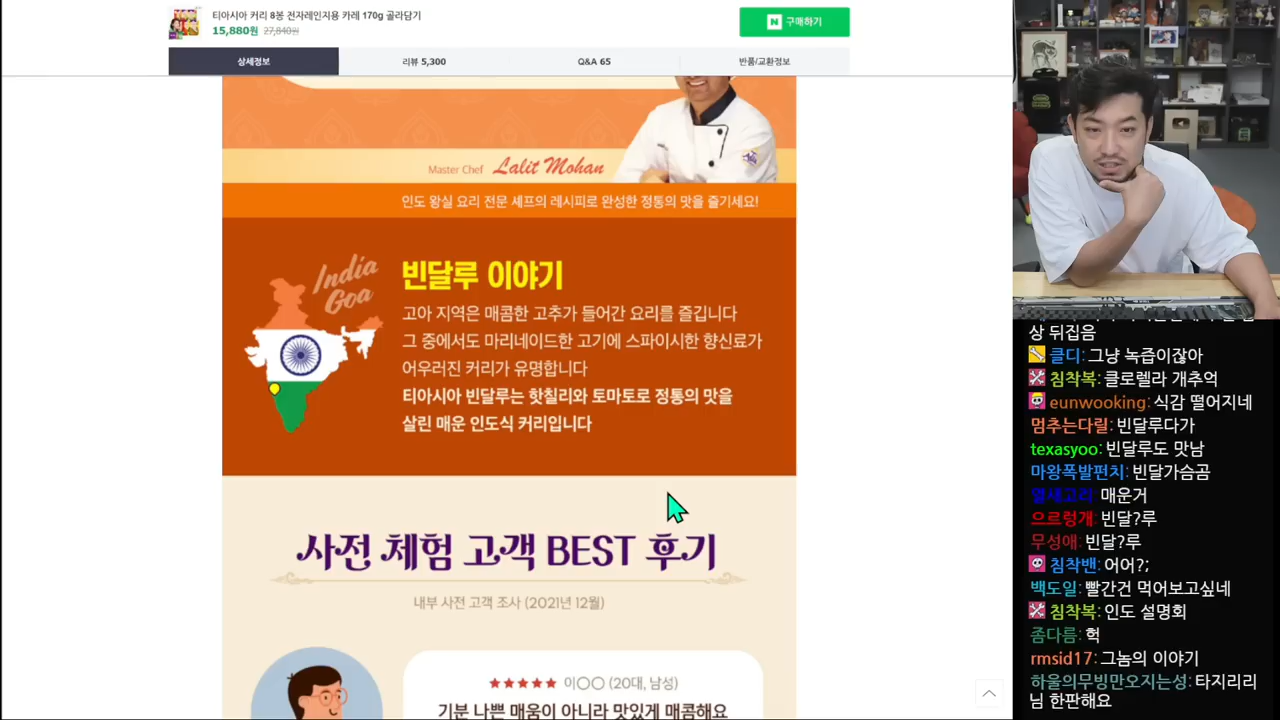 티아시아 커리 8봉 전자레인지용 카레 170g 골라담기
15,880원 27,840원
N 구매하기
상세정보
리뷰 5,300
Q&A 65
반품/교환정보
Master Chef Lalit Mohan
인도 왕실 요리 전문 셰프의 레시피로 완성한 정통의 맛을 즐기세요!
India
Goa
빈달루 이야기
고아 지역은 매콤한 고추가 들어간 요리를 즐깁니다
그 중에서도 마리네이드한 고기에 스파이시한 향신료가
어우러진 커리가 유명합니다
티아시아 빈달루는 핫칠리와 토마토로 정통의 맛을
살린 매운 인도식 커리입니다
사전 체험 고객 BEST 후기
내부 사전 고객 조사 (2021년 12월)
★★★★★ 이○○ (20대, 남성)
기분 나쁜 매움이 아니라 맛있게 매콤해요
상 뒤집음
클디: 그냥 녹즙이잖아
침착복: 클로렐라 개추억
eunwooking: 식감 떨어지네
멈추는다릴: 빈달루다가
texasyoo: 빈달루도 맛남
마왕폭발펀치: 빈달가슴곰
열새고리: 매운거
으르렁개: 빈달?루
무성애: 빈달?루
침착밴: 어어?;
백도일: 빨간건 먹어보고싶네
침착복: 인도 설명회
좀다름: 헉
rmsid17: 그놈의 이야기
하울의무빙만오지는성: 타지리리
님 한판해요